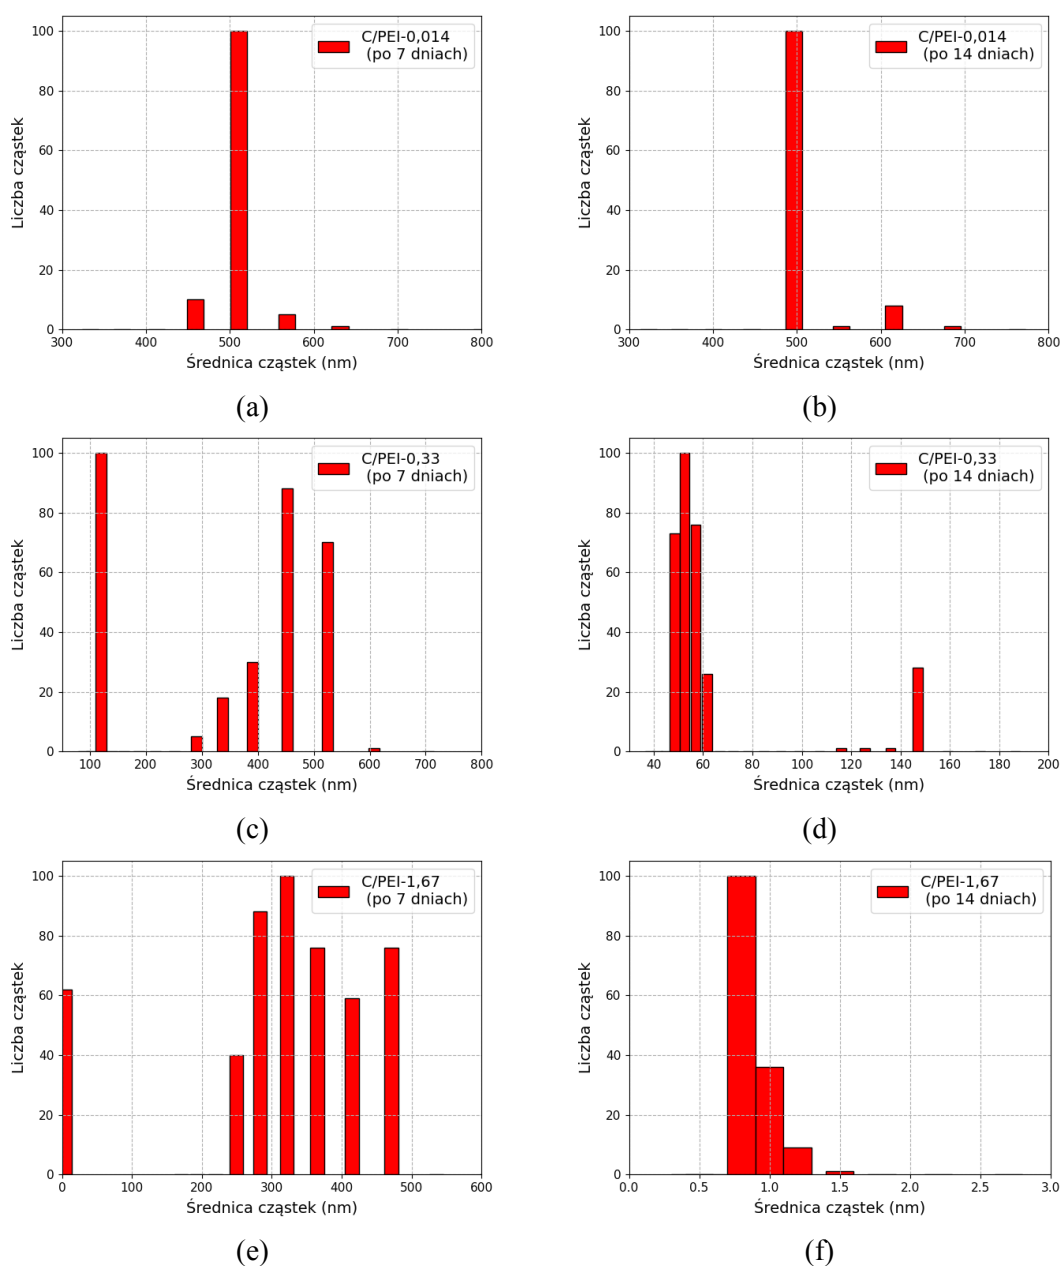 100
80
60
40
20
0
Liczba cząstek
C/PEI-0,014
(po 7 dniach)
300 400 500 600 700 800
Średnica cząstek (nm)
(a)
100
80
60
40
20
0
Liczba cząstek
C/PEI-0,014
(po 14 dniach)
300 400 500 600 700 800
Średnica cząstek (nm)
(b)
100
80
60
40
20
0
Liczba cząstek
C/PEI-0,33
(po 7 dniach)
100 200 300 400 500 600 700 800
Średnica cząstek (nm)
(c)
100
80
60
40
20
0
Liczba cząstek
C/PEI-0,33
(po 14 dniach)
40 60 80 100 120 140 160 180 200
Średnica cząstek (nm)
(d)
100
80
60
40
20
0
Liczba cząstek
C/PEI-1,67
(po 7 dniach)
0 100 200 300 400 500 600
Średnica cząstek (nm)
(e)
100
80
60
40
20
0
Liczba cząstek
C/PEI-1,67
(po 14 dniach)
0.0 0.5 1.0 1.5 2.0 2.5 3.0
Średnica cząstek (nm)
(f)